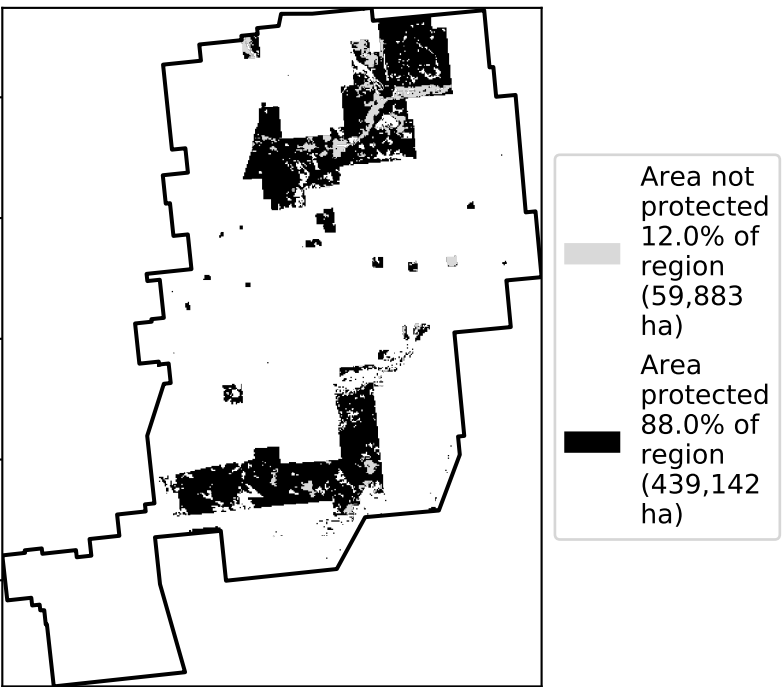 Area not
protected
12.0% of
region
(59,883
ha)
Area
protected
88.0% of
region
(439,142
ha)